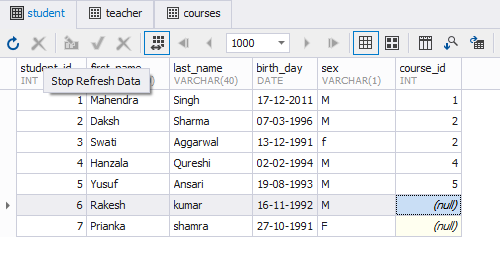 student teacher courses
1000
student_id first_name last_name birth_day sex course_id
INT VARCHAR(40) DATE VARCHAR(1) INT
Stop Refresh Data
1 Mahendra Singh 17-12-2011 M 1
2 Daksh Sharma 07-03-1996 M 2
3 Swati Aggarwal 13-12-1991 f 2
4 Hanzala Qureshi 02-02-1994 M 4
5 Yusuf Ansari 19-08-1993 M 5
6 Rakesh kumar 16-11-1992 M (null)
7 Prianka shamra 27-10-1991 F (null)